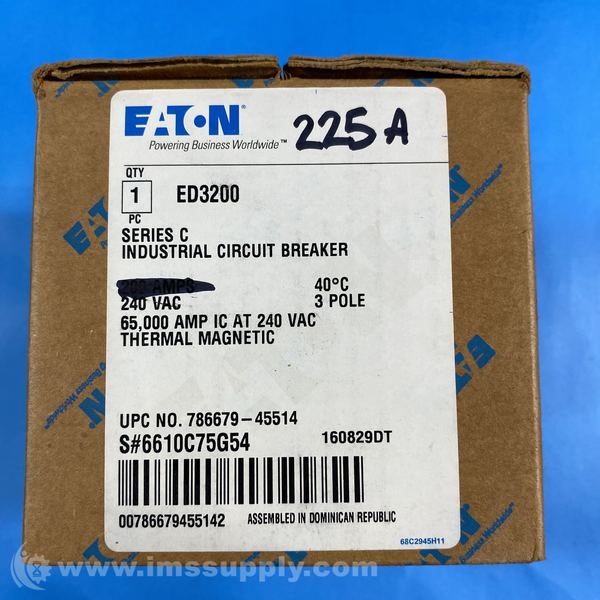 EATON
Powering Business Worldwide™
225A
QTY
1 ED3200
PC
SERIES C
INDUSTRIAL CIRCUIT BREAKER
AMPS 40°C
240 VAC 3 POLE
65,000 AMP IC AT 240 VAC
THERMAL MAGNETIC
UPC NO. 786679-45514
S#6610C75G54 160829DT
00786679455142 ASSEMBLED IN DOMINICAN REPUBLIC
68C2945H11
www.imssupply.com